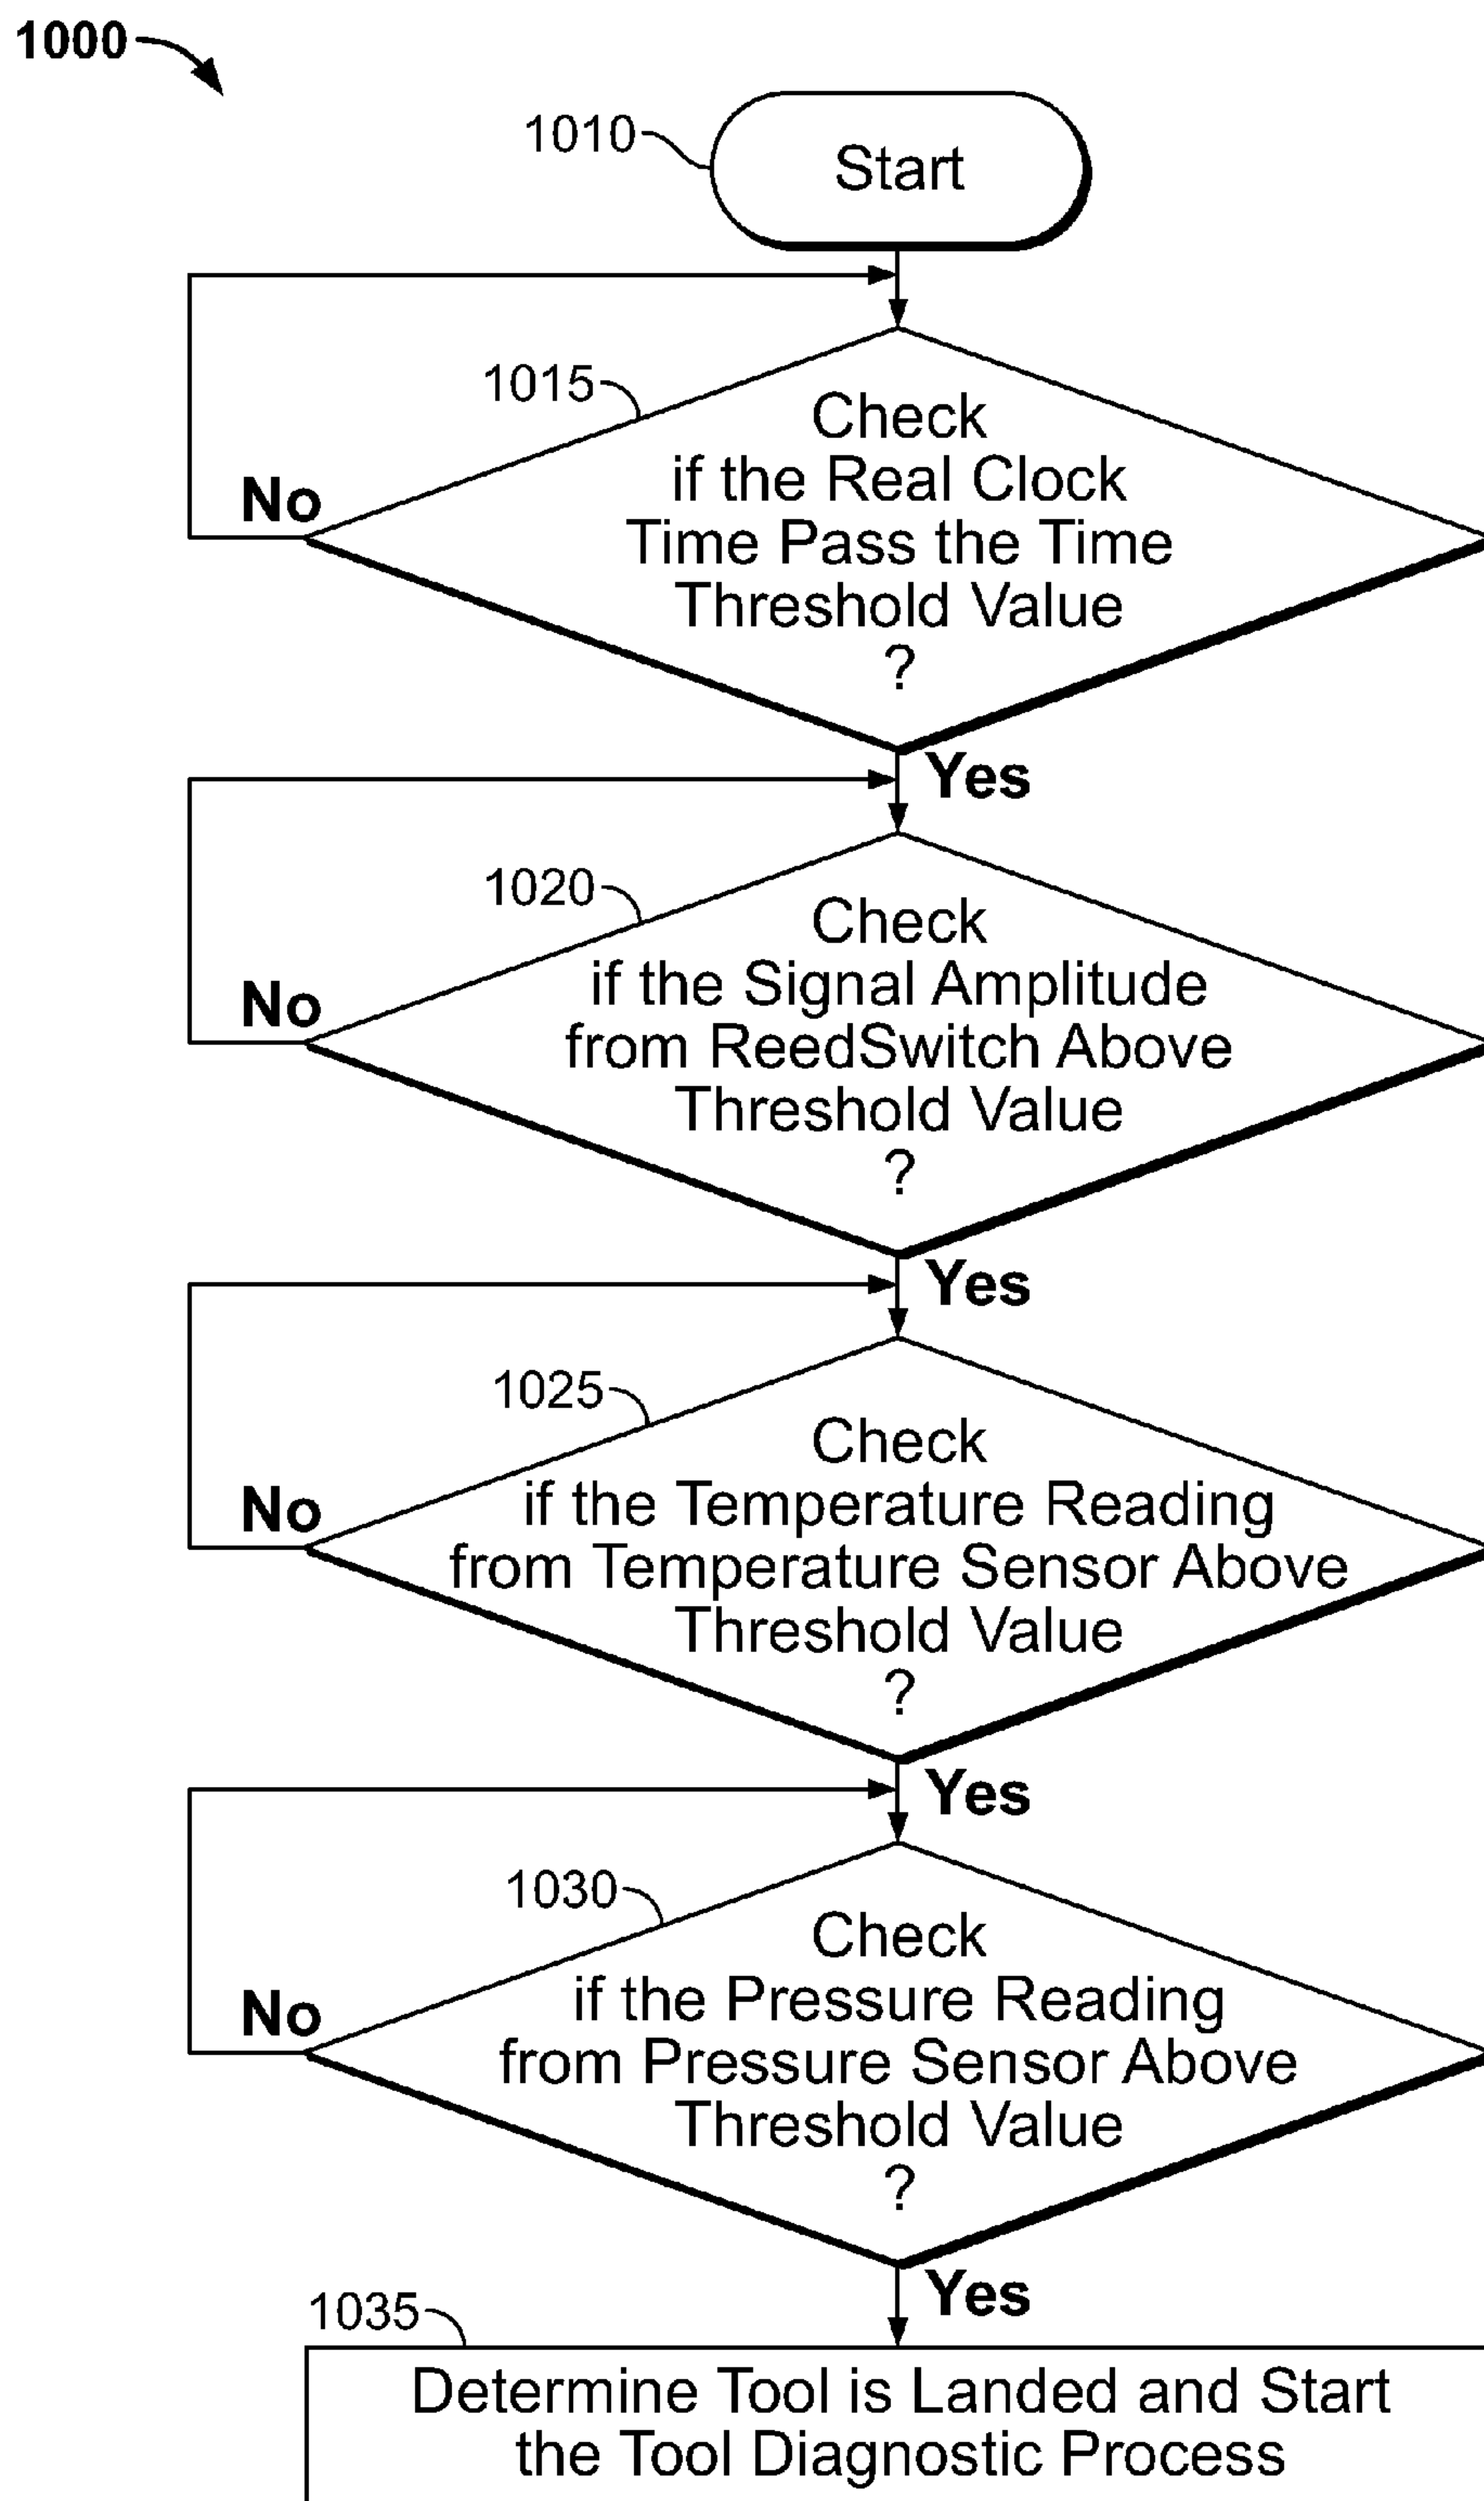 1000
1010
Start
1015
Check
if the Real Clock
Time Pass the Time
Threshold Value
?
No
Yes
1020
Check
if the Signal Amplitude
from ReedSwitch Above
Threshold Value
?
No
Yes
1025
Check
if the Temperature Reading
from Temperature Sensor Above
Threshold Value
?
No
Yes
1030
Check
if the Pressure Reading
from Pressure Sensor Above
Threshold Value
?
No
Yes
1035
Determine Tool is Landed and Start
the Tool Diagnostic Process